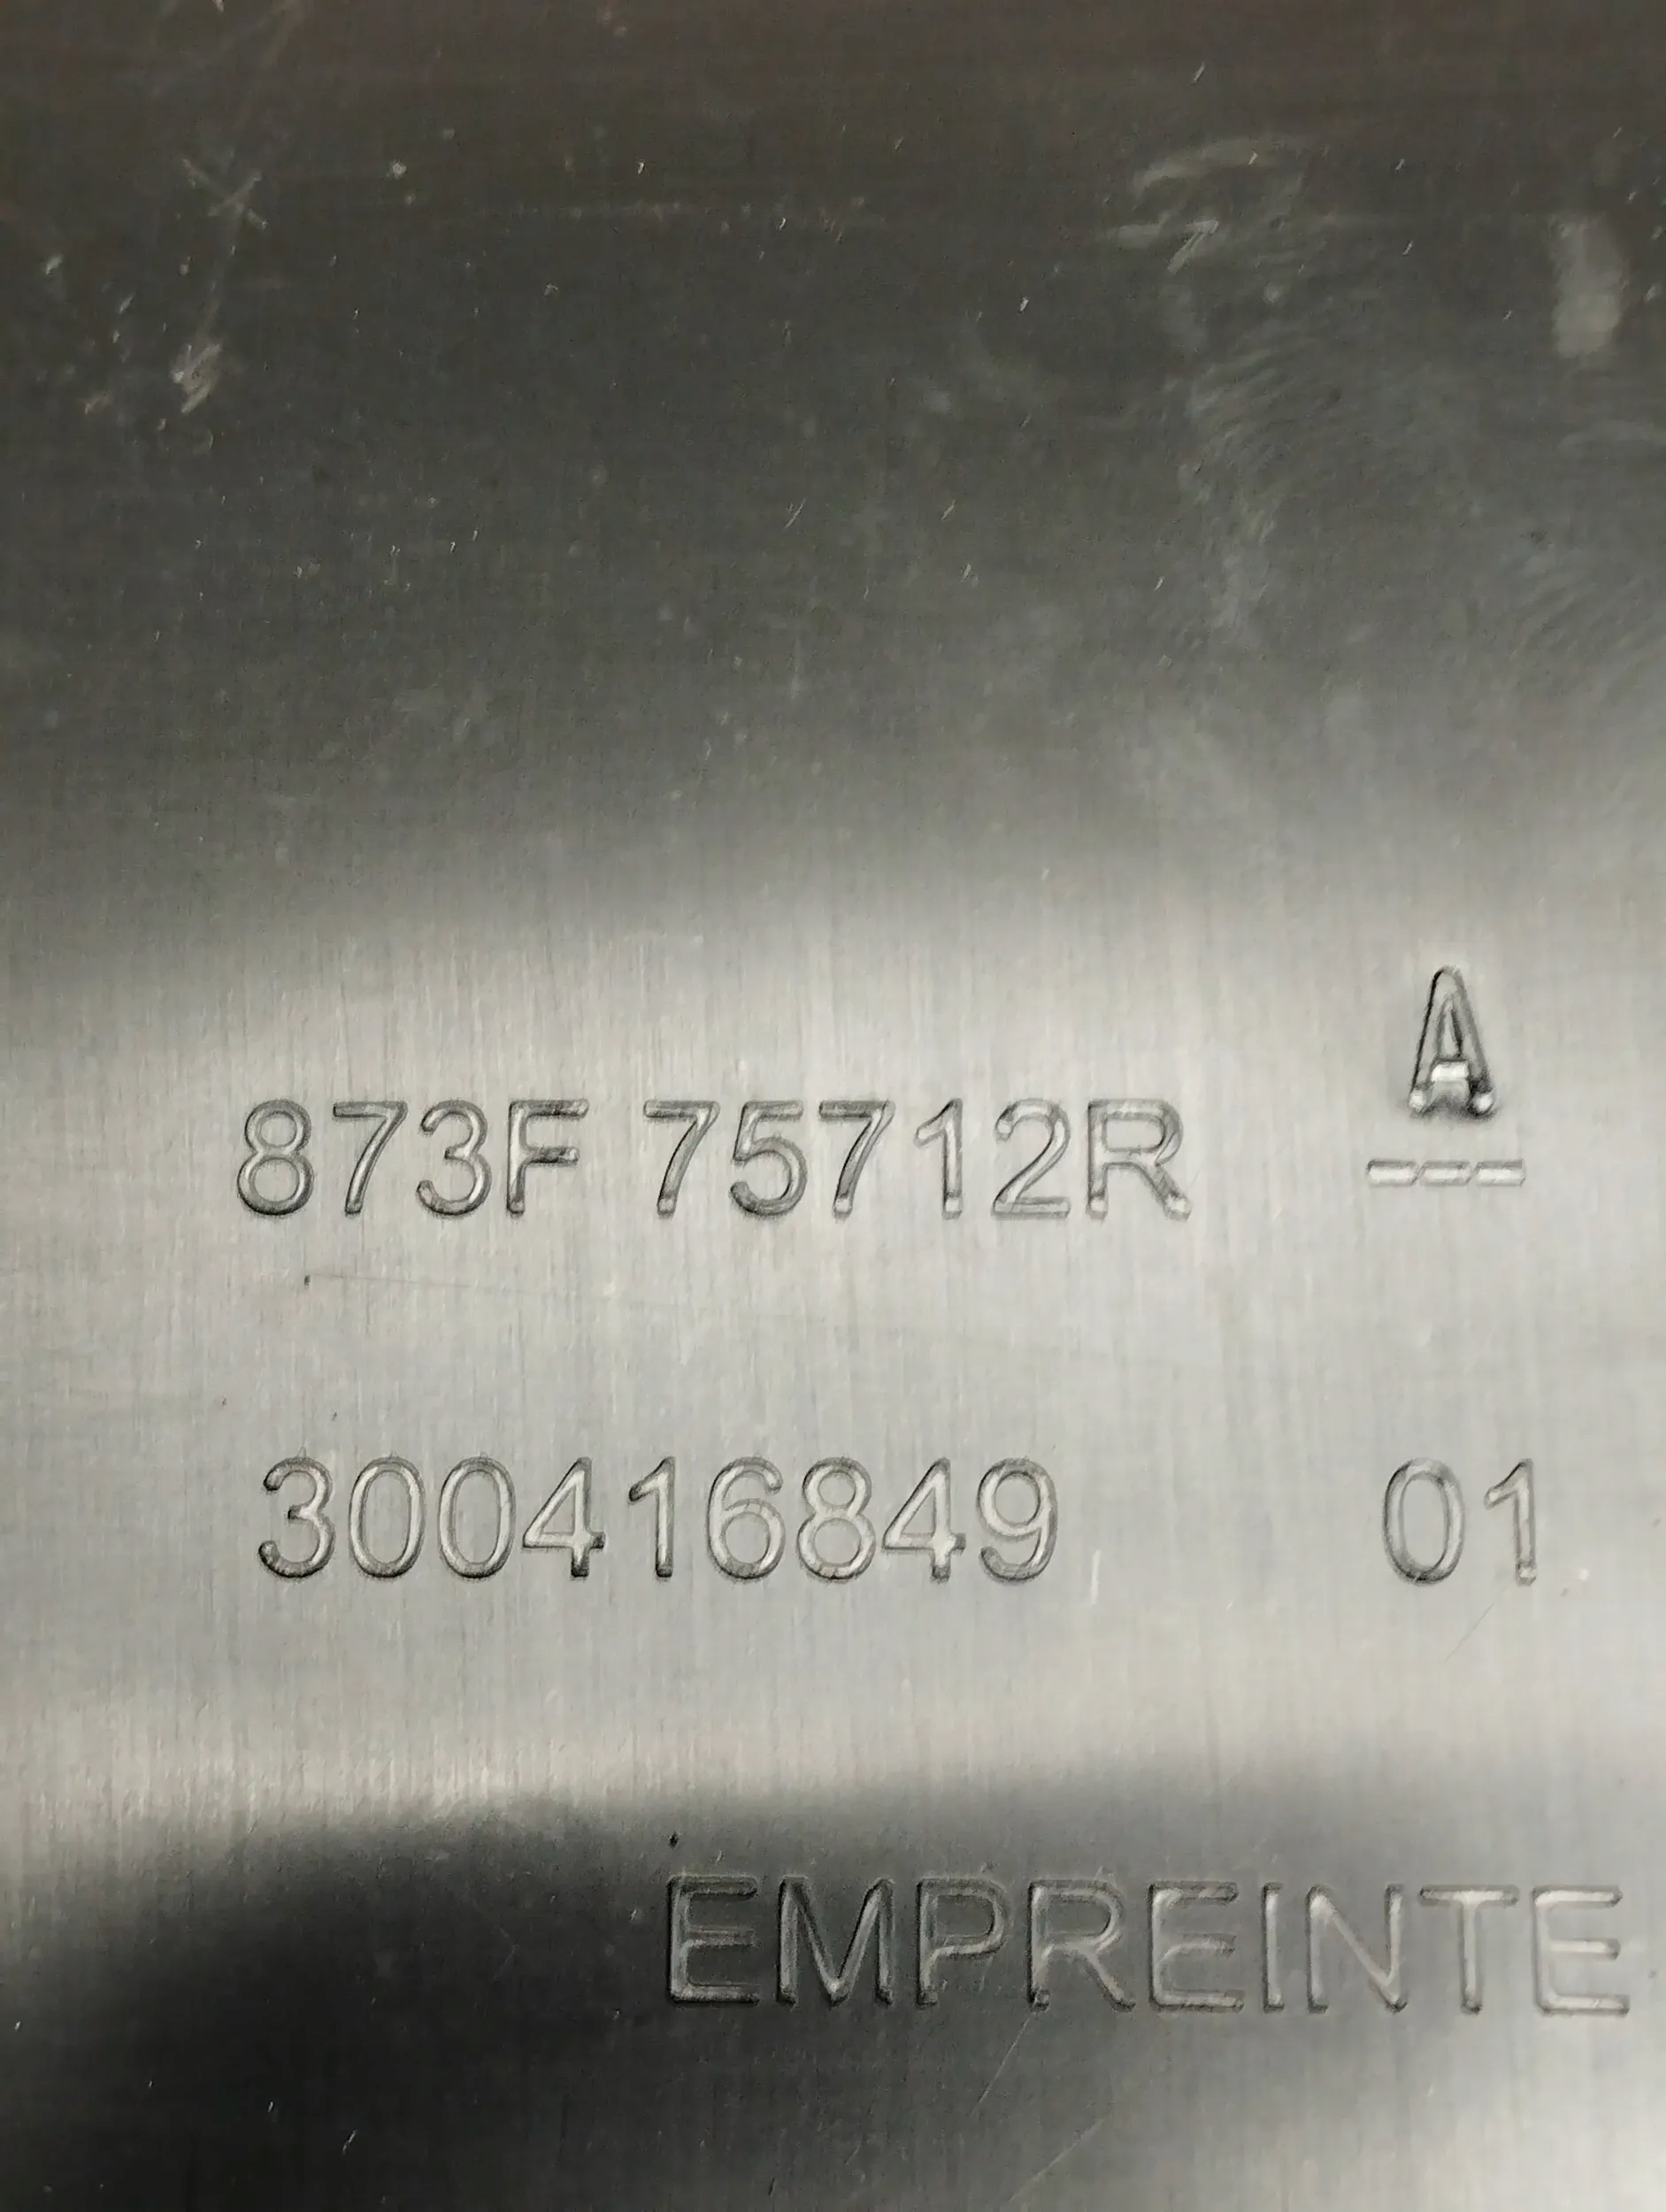 873F 75712R A
---
300416849 01
EMPREINTE